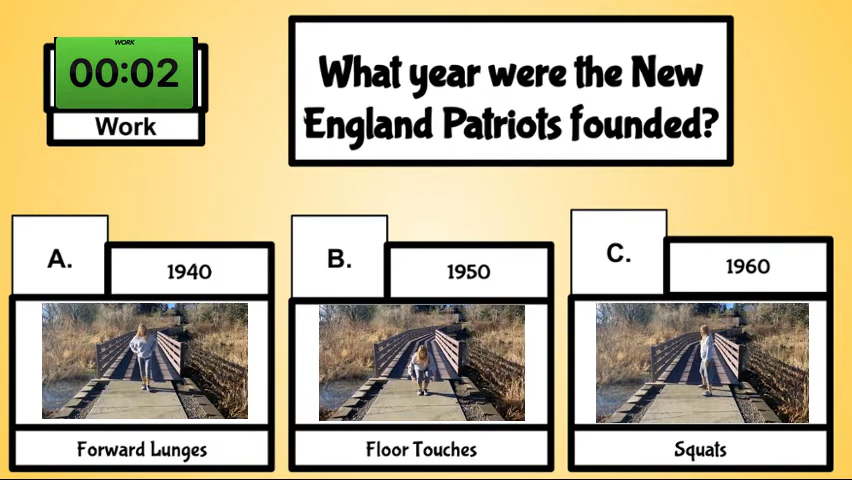 WORK
00:02
Work
What year were the New
England Patriots founded?
A.
1940
B.
1950
C.
1960
Forward Lunges
Floor Touches
Squats